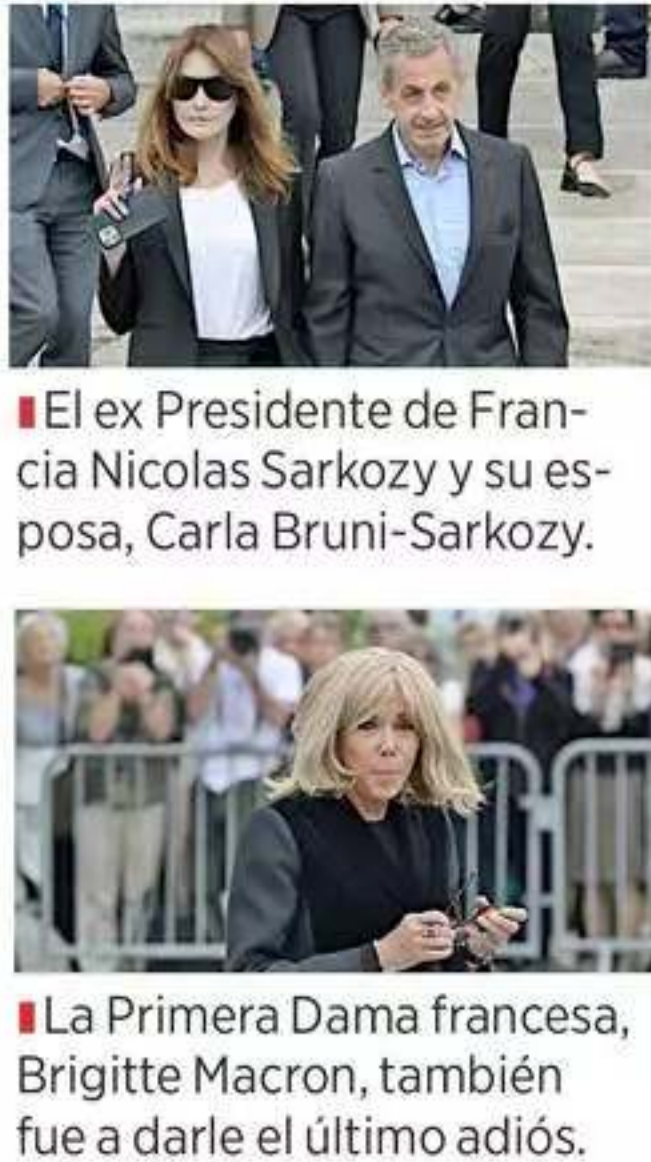 El ex Presidente de Fran-
cia Nicolas Sarkozy y su es-
posa, Carla Bruni-Sarkozy.
La Primera Dama francesa,
Brigitte Macron, también
fue a darle el último adiós.